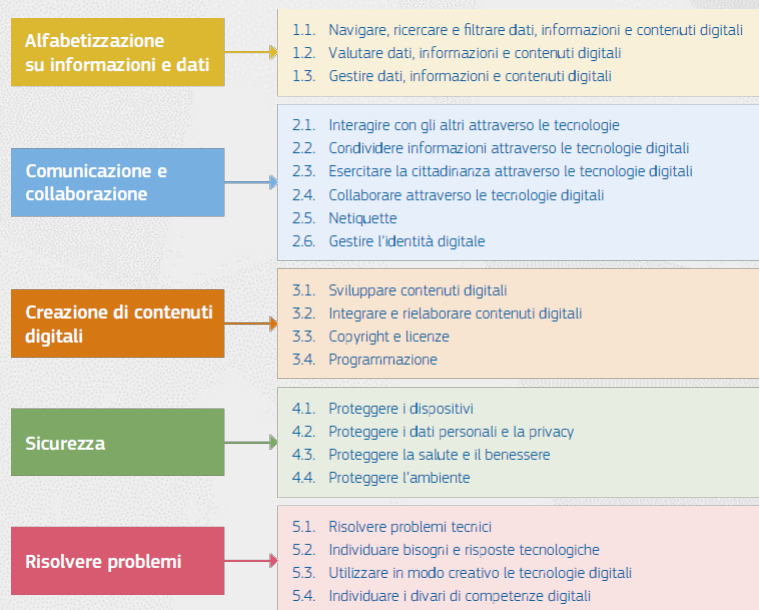 Alfabetizzazione
su informazioni e dati
1.1. Navigare, ricercare e filtrare dati, informazioni e contenuti digitali
1.2. Valutare dati, informazioni e contenuti digitali
1.3. Gestire dati, informazioni e contenuti digitali
Comunicazione e
collaborazione
2.1. Interagire con gli altri attraverso le tecnologie
2.2. Condividere informazioni attraverso le tecnologie digitali
2.3. Esercitare la cittadinanza attraverso le tecnologie digitali
2.4. Collaborare attraverso le tecnologie digitali
2.5. Netiquette
2.6. Gestire l'identità digitale
Creazione di contenuti
digitali
3.1. Sviluppare contenuti digitali
3.2. Integrare e rielaborare contenuti digitali
3.3. Copyright e licenze
3.4. Programmazione
Sicurezza
4.1. Proteggere i dispositivi
4.2. Proteggere i dati personali e la privacy
4.3. Proteggere la salute e il benessere
4.4. Proteggere l'ambiente
Risolvere problemi
5.1. Risolvere problemi tecnici
5.2. Individuare bisogni e risposte tecnologiche
5.3. Utilizzare in modo creativo le tecnologie digitali
5.4. Individuare i divari di competenze digitali